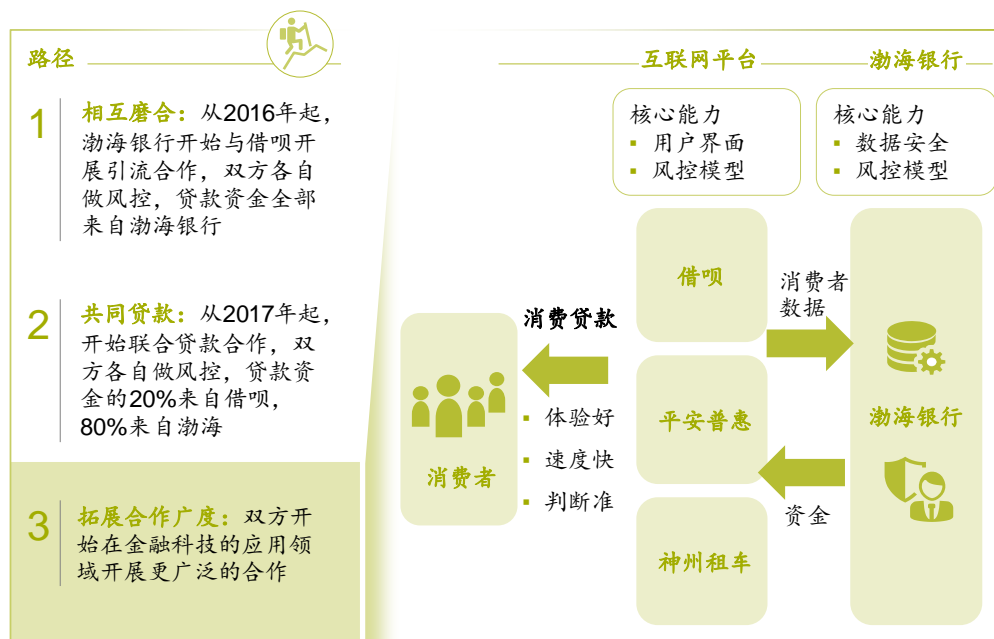 路径
1
相互磨合：从2016年起，
渤海银行开始与借呗开
展引流合作，双方各自
做风控，贷款资金全部
来自渤海银行
2
共同贷款：从2017年起，
开始联合贷款合作，双
方各自做风控，贷款资
金的20%来自借呗，
80%来自渤海
3
拓展合作广度：双方开
始在金融科技的应用领
域开展更广泛的合作
互联网平台
渤海银行
核心能力
▪ 用户界面
▪ 风控模型
核心能力
▪ 数据安全
▪ 风控模型
消费者
消费贷款
▪ 体验好
▪ 速度快
▪ 判断准
借呗
平安普惠
神州租车
消费者
数据
资金
渤海银行